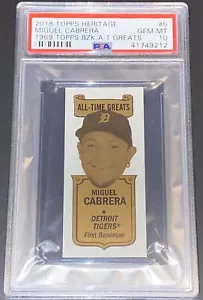 2018 TOPPS HERITAGE #5
MIGUEL CABRERA GEM MT
1969 TOPPS BZK A.T GREATS 10
PSA 41749212
ALL-TIME GREATS
D
MIGUEL
CABRERA
DETROIT
TIGERS®
First Baseman